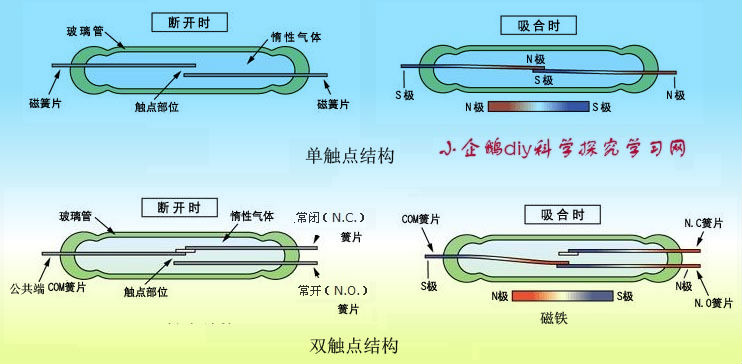 断开时
玻璃管
惰性气体
磁簧片
触点部位
磁簧片
吸合时
N极
S极
S极
N极
N极
S极
单触点结构
小企鹅diy科学探究学习网
断开时
玻璃管
惰性气体
常闭(N.C.)
簧片
公共端COM簧片
触点部位
常开(N.O.)
簧片
吸合时
COM簧片
N.C簧片
S极
N极
N.O簧片
N极
S极
磁铁
双触点结构